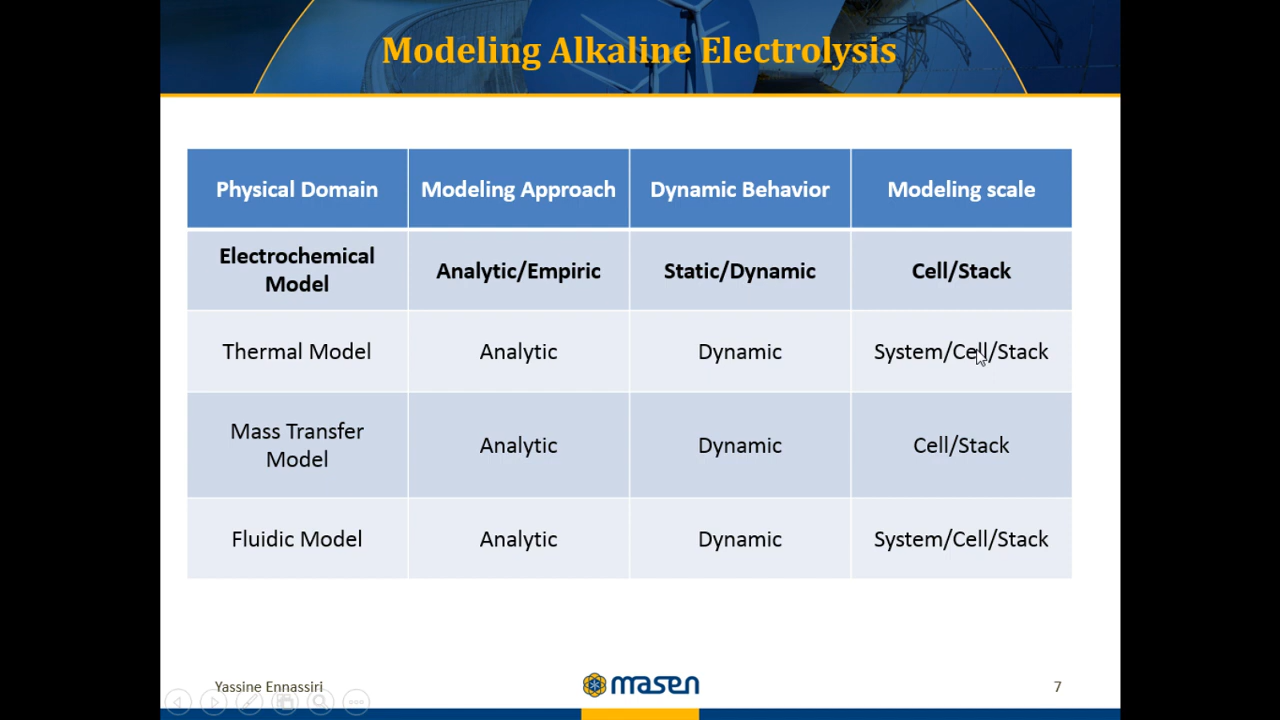 Modeling Alkaline Electrolysis
Physical Domain
Modeling Approach
Dynamic Behavior
Modeling scale
Electrochemical
Model
Analytic/Empiric
Static/Dynamic
Cell/Stack
Thermal Model
Analytic
Dynamic
System/Cell/Stack
Mass Transfer
Model
Analytic
Dynamic
Cell/Stack
Fluidic Model
Analytic
Dynamic
System/Cell/Stack
Yassine Ennassiri
masen
7